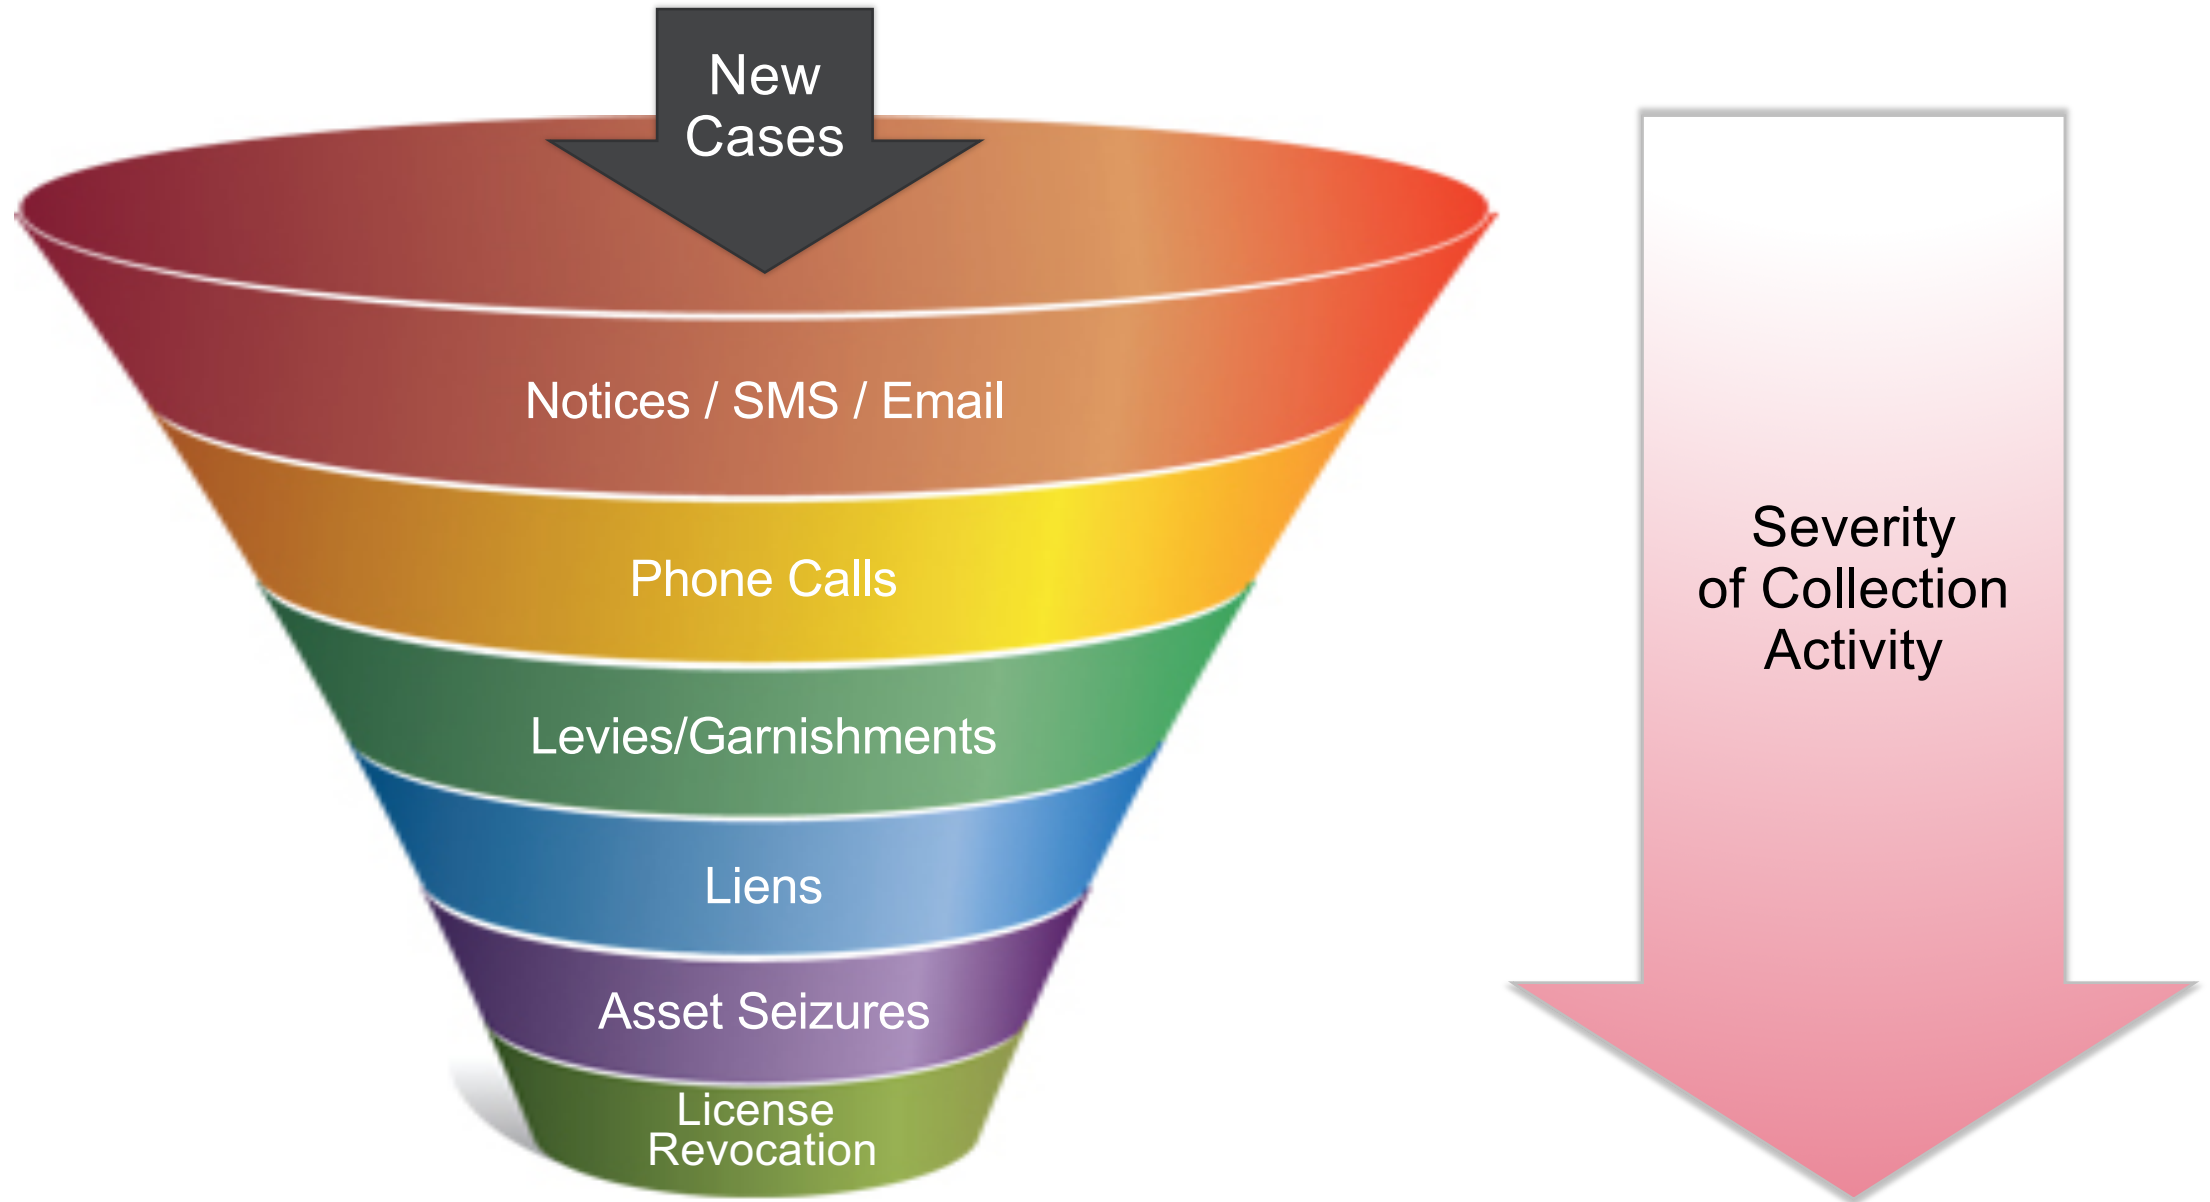 New
Cases
Notices / SMS / Email
Phone Calls
Levies/Garnishments
Liens
Asset Seizures
License
Revocation
Severity
of Collection
Activity